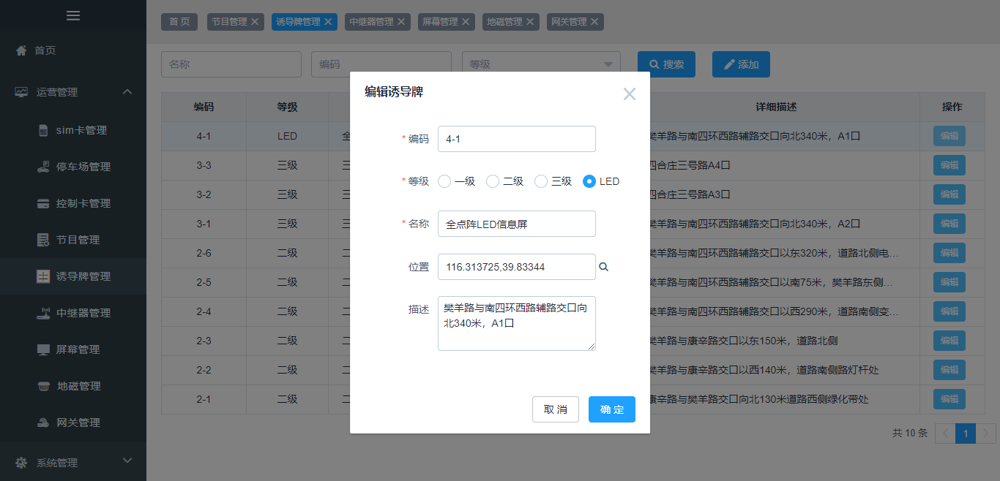 首页
节目管理
诱导牌管理
中继器管理
屏幕管理
地磁管理
网关管理
首页
运营管理
sim卡管理
停车场管理
控制卡管理
节目管理
诱导牌管理
中继器管理
屏幕管理
地磁管理
网关管理
系统管理
名称
编码
等级
搜索
添加
编码 等级 详细描述 操作
4-1 LED 全 樊羊路与南四环西路辅路交口向北340米，A1口 编辑
3-3 三级 三 四合庄三号路A4口 编辑
3-2 三级 三 四合庄三号路A3口 编辑
3-1 三级 三 樊羊路与南四环西路辅路交口向北340米，A2口 编辑
2-6 二级 二 樊羊路与南四环西路辅路交口以东320米，道路北侧电… 编辑
2-5 二级 二 樊羊路与南四环西路辅路交口以南75米，樊羊路东侧… 编辑
2-4 二级 二 樊羊路与南四环西路辅路交口以西290米，道路南侧变… 编辑
2-3 二级 二 樊羊路与康辛路交口以东150米，道路北侧 编辑
2-2 二级 二 樊羊路与康辛路交口以西140米，道路南侧路灯杆处 编辑
2-1 二级 二 康辛路与樊羊路交口向北130米道路西侧绿化带处 编辑
共 10 条
1
编辑诱导牌
* 编码 4-1
* 等级 一级 二级 三级 LED
* 名称 全点阵LED信息屏
位置 116.313725,39.83344
描述 樊羊路与南四环西路辅路交口向
北340米，A1口
取消 确定